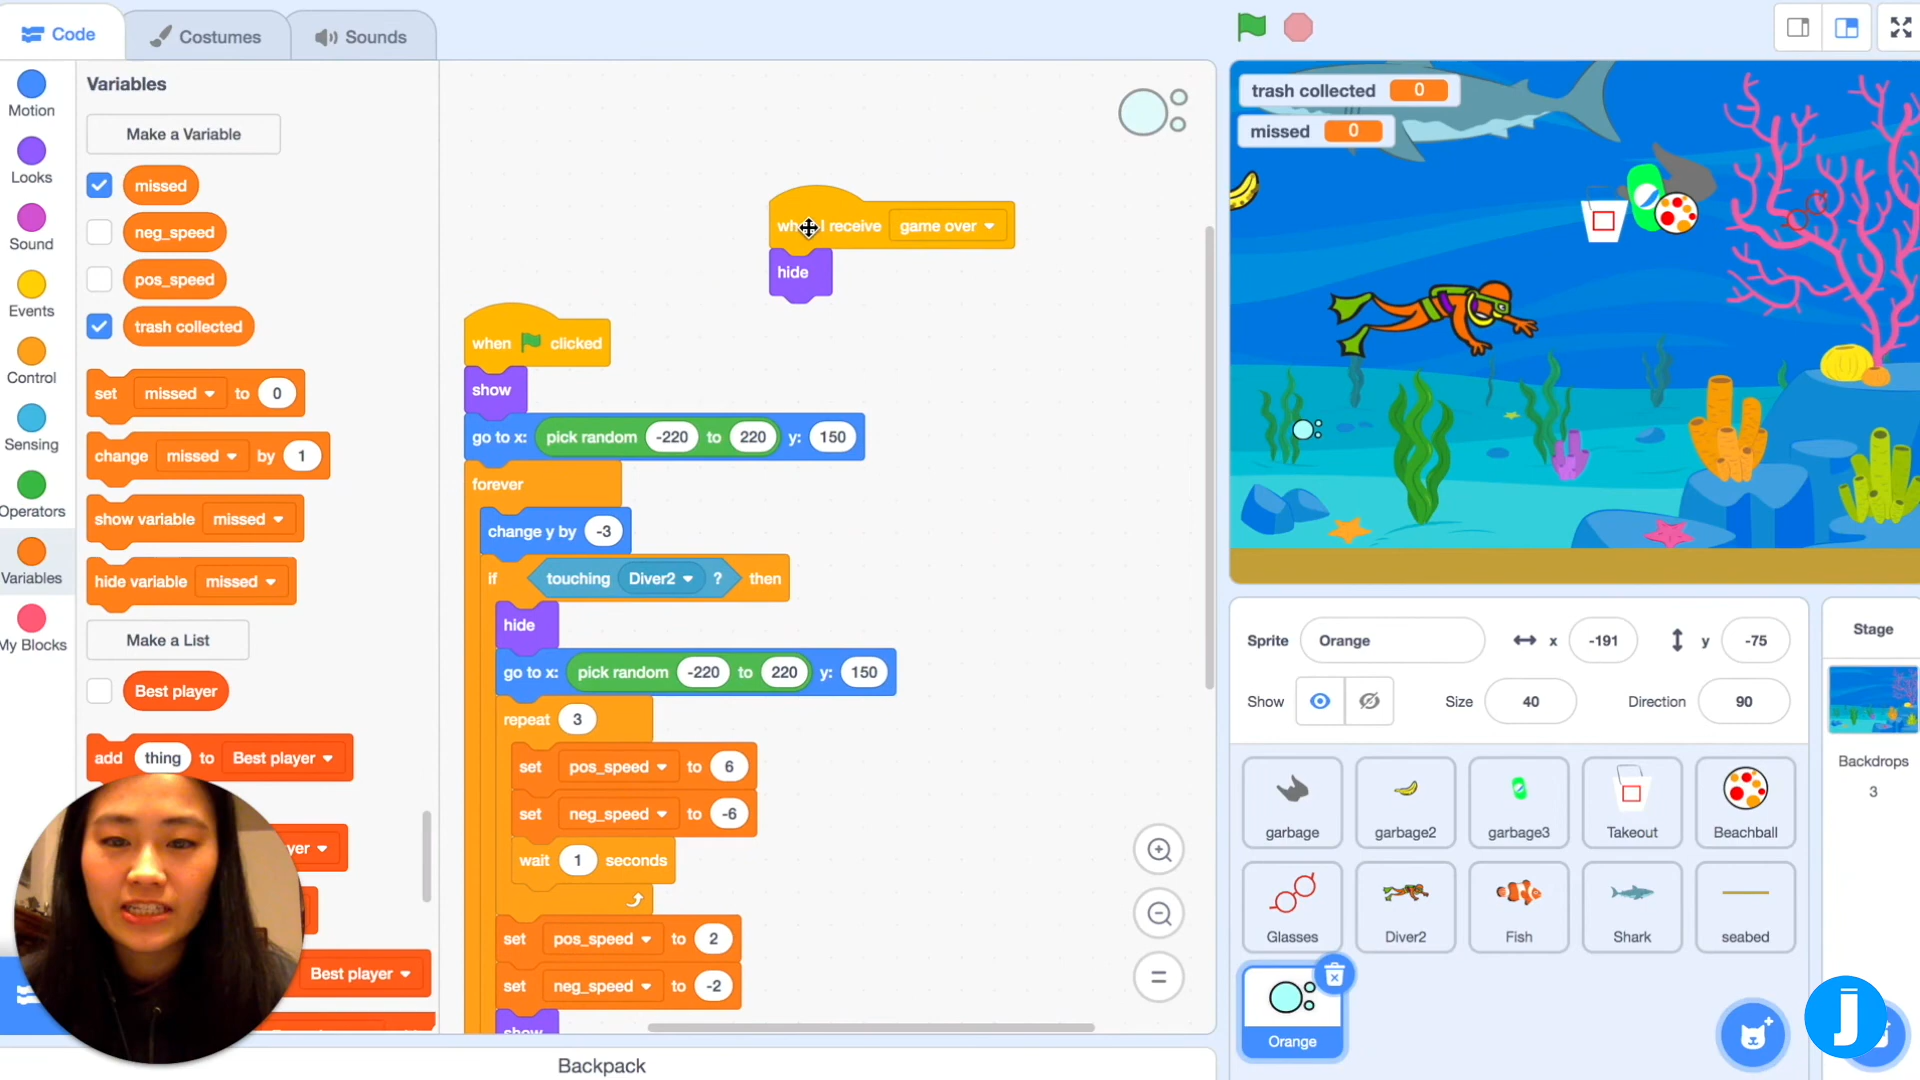 Code
Costumes
Sounds
Motion
Looks
Sound
Events
Control
Sensing
Operators
Variables
My Blocks
Variables
Make a Variable
missed
neg_speed
pos_speed
trash collected
set missed to 0
change missed by 1
show variable missed
hide variable missed
Make a List
Best player
add thing to Best player
yer
Best player
when I receive game over
hide
when clicked
show
go to x: pick random -220 to 220 y: 150
forever
change y by -3
if touching Diver2 ? then
hide
go to x: pick random -220 to 220 y: 150
repeat 3
set pos_speed to 6
set neg_speed to -6
wait 1 seconds
set pos_speed to 2
set neg_speed to -2
show
Backpack
trash collected 0
missed 0
Sprite Orange x -191 y -75
Show Size 40 Direction 90
garbage
garbage2
garbage3
Takeout
Beachball
Glasses
Diver2
Fish
Shark
seabed
Orange
Stage
Backdrops
3
J